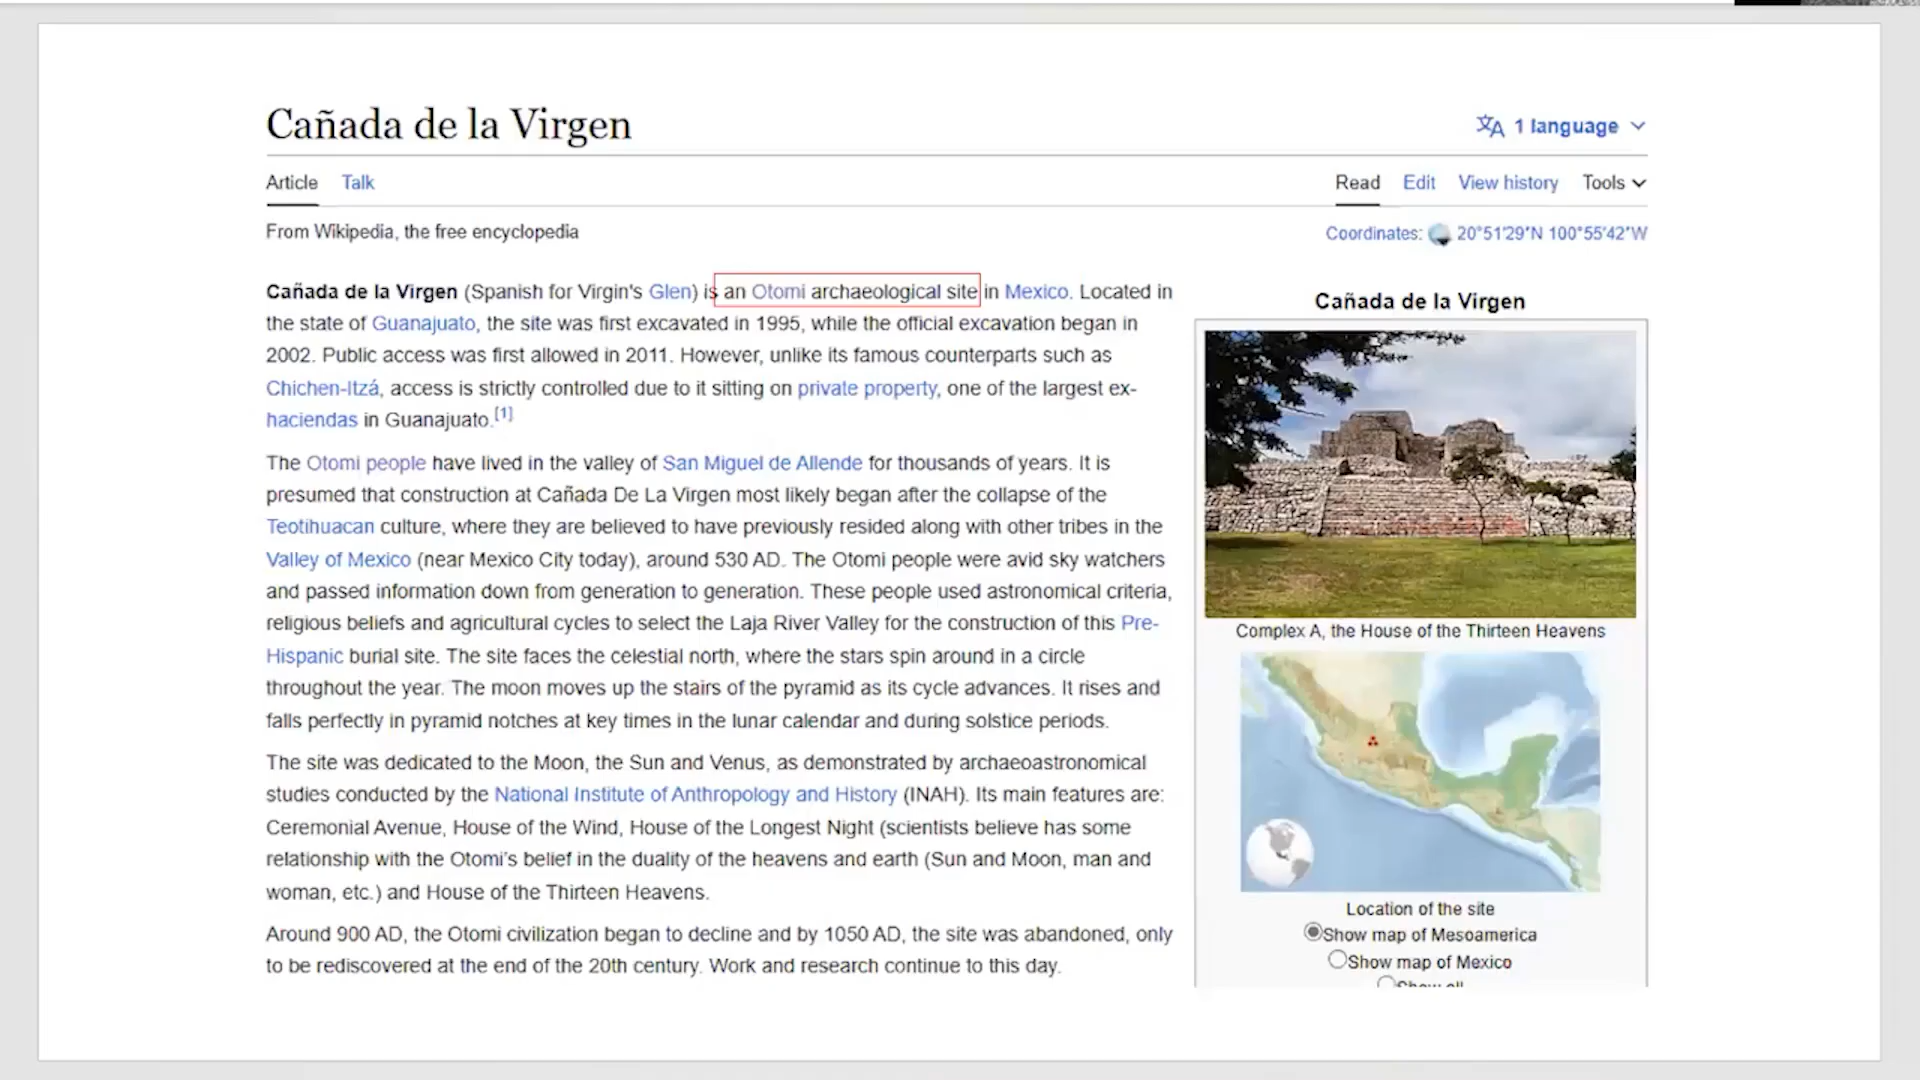 Cañada de la Virgen
1 language
Article Talk
Read Edit View history Tools
From Wikipedia, the free encyclopedia
Coordinates: 20°51′29″N 100°55′42″W
Cañada de la Virgen (Spanish for Virgin's Glen) is an Otomi archaeological site in Mexico. Located in
the state of Guanajuato, the site was first excavated in 1995, while the official excavation began in
2002. Public access was first allowed in 2011. However, unlike its famous counterparts such as
Chichen-Itzá, access is strictly controlled due to it sitting on private property, one of the largest ex-
haciendas in Guanajuato.[1]
The Otomi people have lived in the valley of San Miguel de Allende for thousands of years. It is
presumed that construction at Cañada De La Virgen most likely began after the collapse of the
Teotihuacan culture, where they are believed to have previously resided along with other tribes in the
Valley of Mexico (near Mexico City today), around 530 AD. The Otomi people were avid sky watchers
and passed information down from generation to generation. These people used astronomical criteria,
religious beliefs and agricultural cycles to select the Laja River Valley for the construction of this Pre-
Hispanic burial site. The site faces the celestial north, where the stars spin around in a circle
throughout the year. The moon moves up the stairs of the pyramid as its cycle advances. It rises and
falls perfectly in pyramid notches at key times in the lunar calendar and during solstice periods.
The site was dedicated to the Moon, the Sun and Venus, as demonstrated by archaeoastronomical
studies conducted by the National Institute of Anthropology and History (INAH). Its main features are:
Ceremonial Avenue, House of the Wind, House of the Longest Night (scientists believe has some
relationship with the Otomi's belief in the duality of the heavens and earth (Sun and Moon, man and
woman, etc.) and House of the Thirteen Heavens.
Around 900 AD, the Otomi civilization began to decline and by 1050 AD, the site was abandoned, only
to be rediscovered at the end of the 20th century. Work and research continue to this day.
Cañada de la Virgen
Complex A, the House of the Thirteen Heavens
Location of the site
Show map of Mesoamerica
Show map of Mexico
Show all